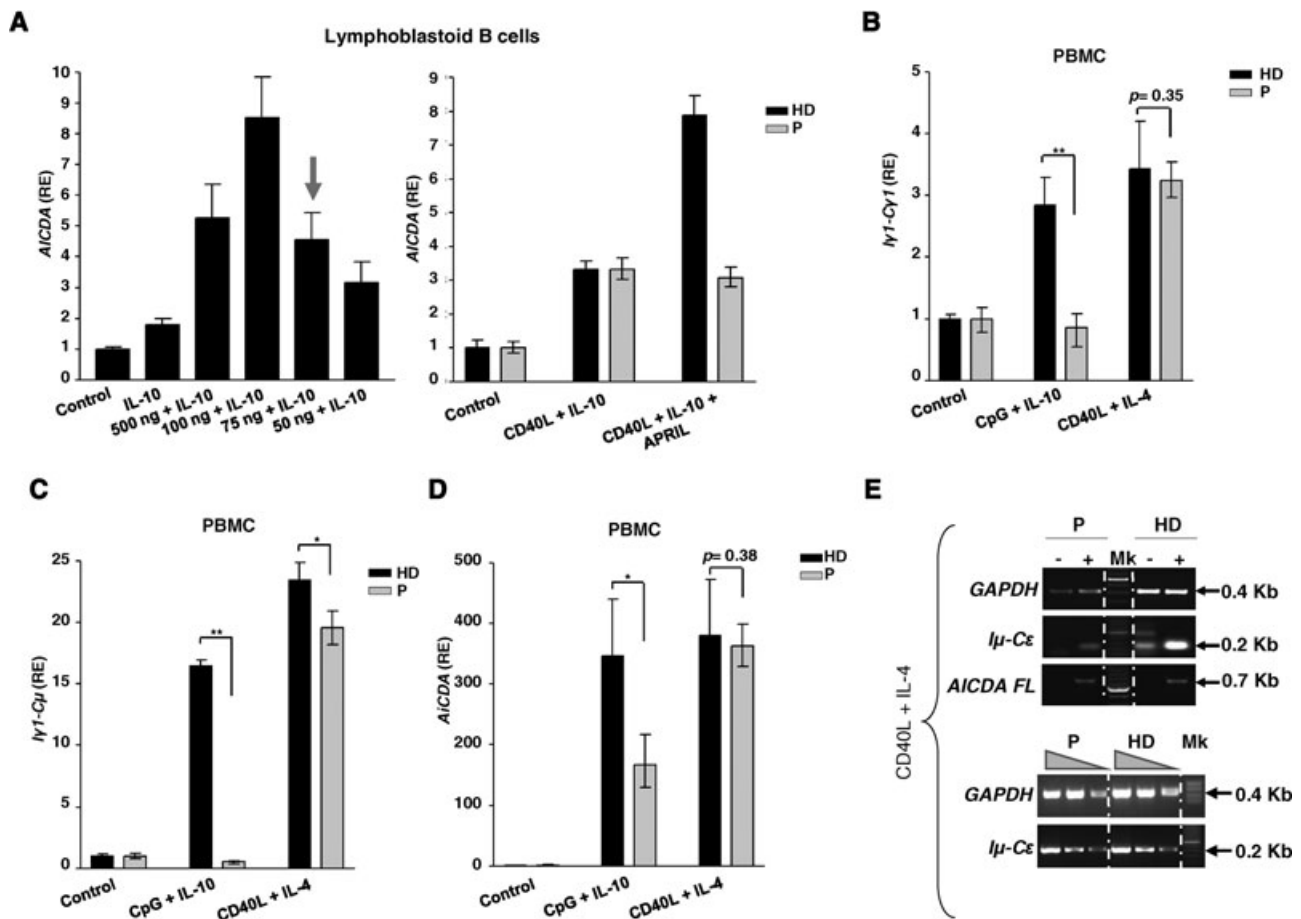 A
Lymphoblastoid B cells
AICDA (RE)
10
9
8
7
6
5
4
3
2
1
0
Control
IL-10
500 ng + IL-10
100 ng + IL-10
75 ng + IL-10
50 ng + IL-10
AICDA (RE)
9
8
7
6
5
4
3
2
1
0
Control
CD40L + IL-10
CD40L + IL-10 +
APRIL
HD
P
B
PBMC
Iγ1-Cγ1 (RE)
5
4
3
2
1
0
**
p= 0.35
Control
CpG + IL-10
CD40L + IL-4
HD
P
C
PBMC
Iγ1-Cμ (RE)
25
20
15
10
5
0
**
*
Control
CpG + IL-10
CD40L + IL-4
HD
P
D
PBMC
AiCDA (RE)
500
400
300
200
100
0
*
p= 0.38
Control
CpG + IL-10
CD40L + IL-4
HD
P
E
CD40L + IL-4
P HD
- + Mk - +
GAPDH 0.4 Kb
Iμ-Cε 0.2 Kb
AICDA FL 0.7 Kb
P HD Mk
GAPDH 0.4 Kb
Iμ-Cε 0.2 Kb